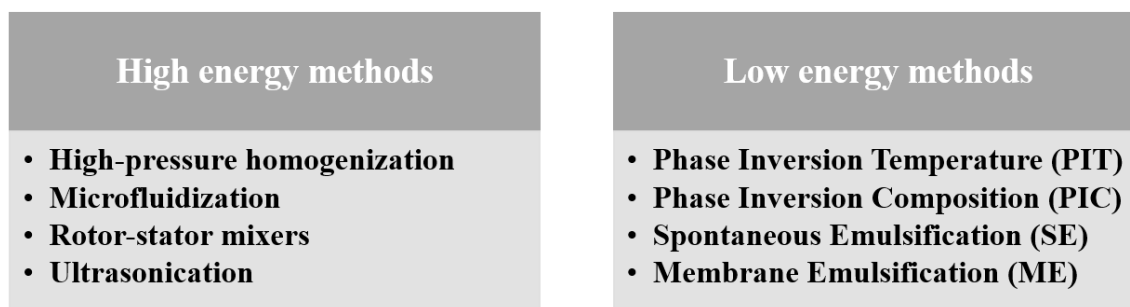 High energy methods
• High-pressure homogenization
• Microfluidization
• Rotor-stator mixers
• Ultrasonication
Low energy methods
• Phase Inversion Temperature (PIT)
• Phase Inversion Composition (PIC)
• Spontaneous Emulsification (SE)
• Membrane Emulsification (ME)